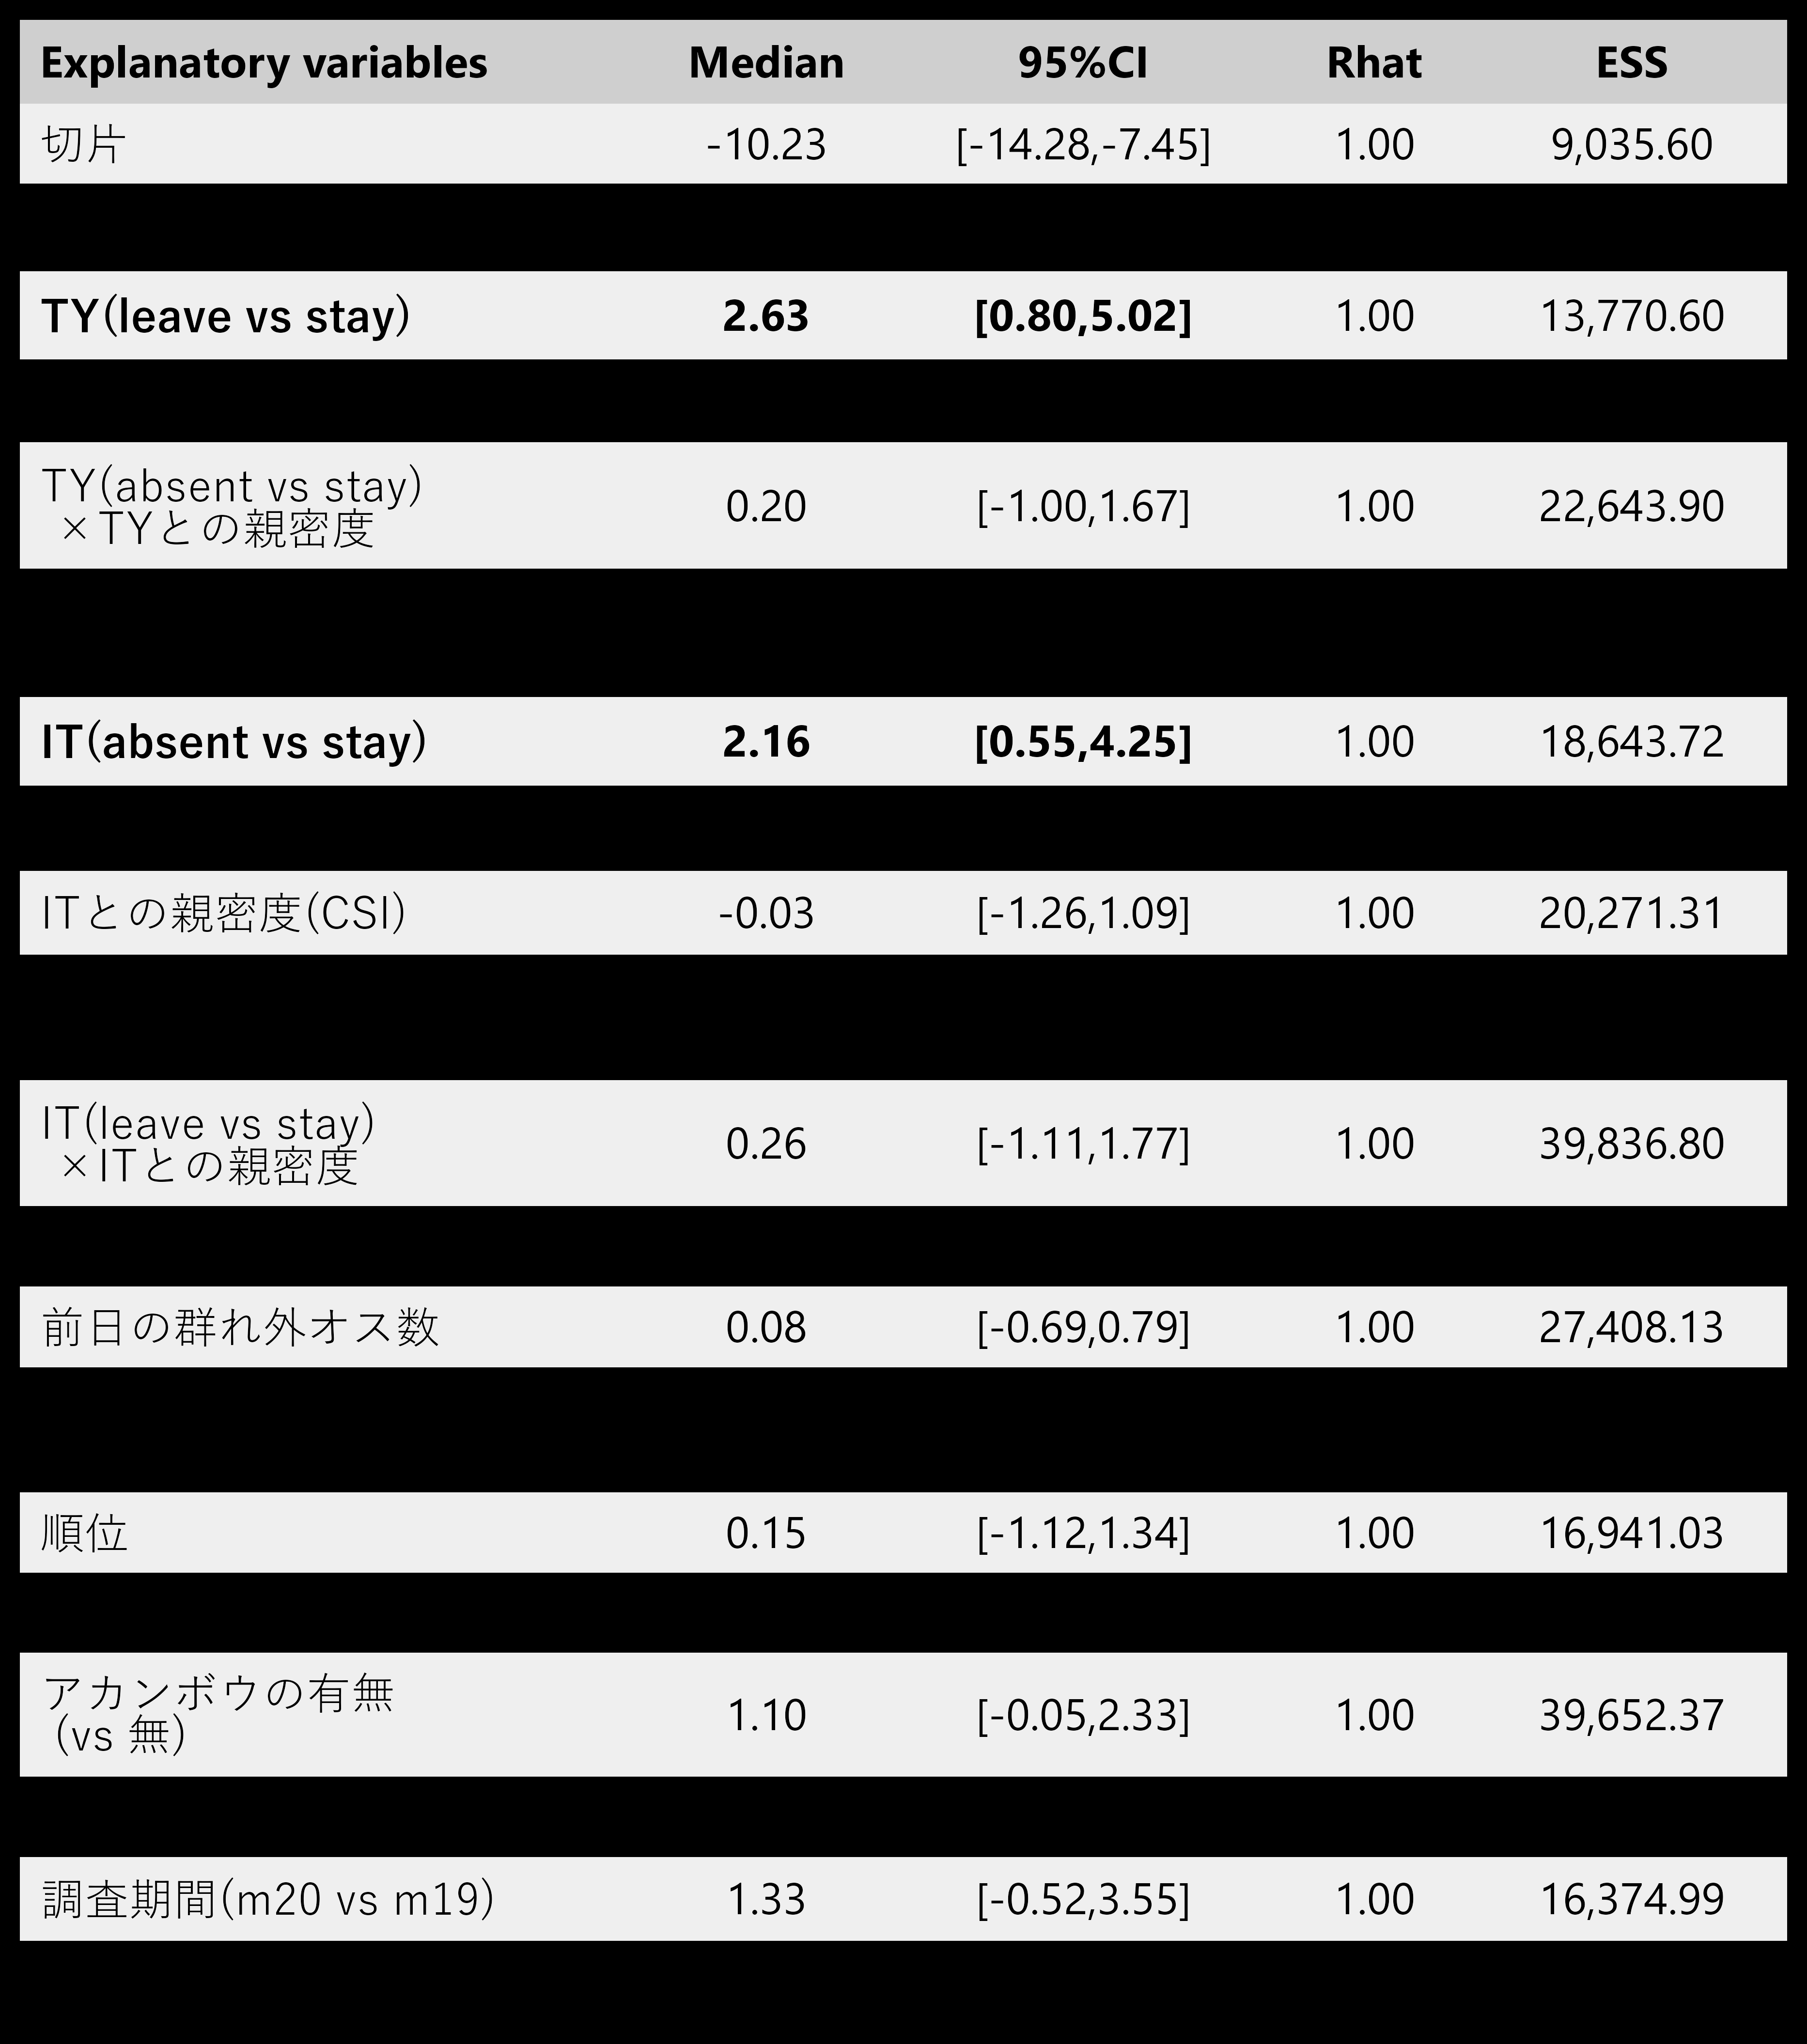 Explanatory variables Median 95%CI Rhat ESS
切片 -10.23 [-14.28,-7.45] 1.00 9,035.60
TY(leave vs stay) 2.63 [0.80,5.02] 1.00 13,770.60
TY(absent vs stay)
×TYとの親密度 0.20 [-1.00,1.67] 1.00 22,643.90
IT(absent vs stay) 2.16 [0.55,4.25] 1.00 18,643.72
ITとの親密度(CSI) -0.03 [-1.26,1.09] 1.00 20,271.31
IT(leave vs stay)
×ITとの親密度 0.26 [-1.11,1.77] 1.00 39,836.80
前日の群れ外オス数 0.08 [-0.69,0.79] 1.00 27,408.13
順位 0.15 [-1.12,1.34] 1.00 16,941.03
アカンボウの有無
(vs 無) 1.10 [-0.05,2.33] 1.00 39,652.37
調査期間(m20 vs m19) 1.33 [-0.52,3.55] 1.00 16,374.99